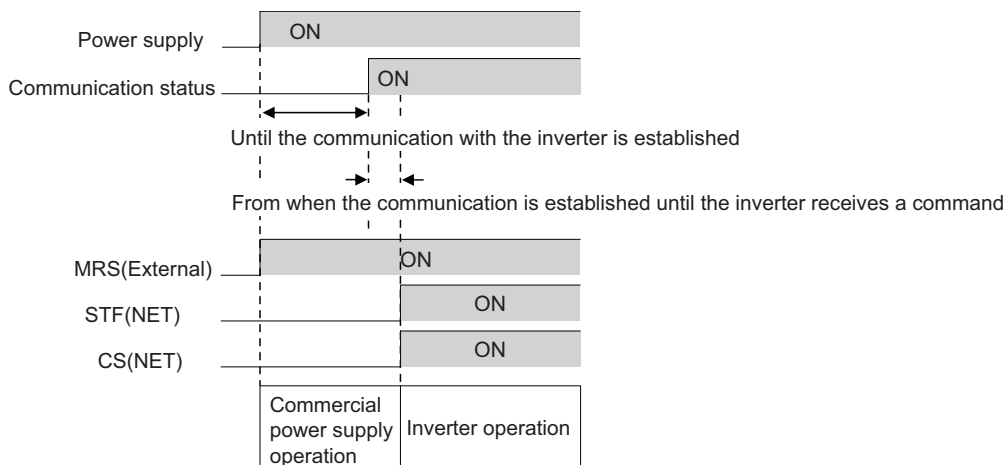 Power supply
ON
Communication status
ON
Until the communication with the inverter is established
From when the communication is established until the inverter receives a command
MRS(External)
ON
STF(NET)
ON
CS(NET)
ON
Commercial
power supply
operation
Inverter operation